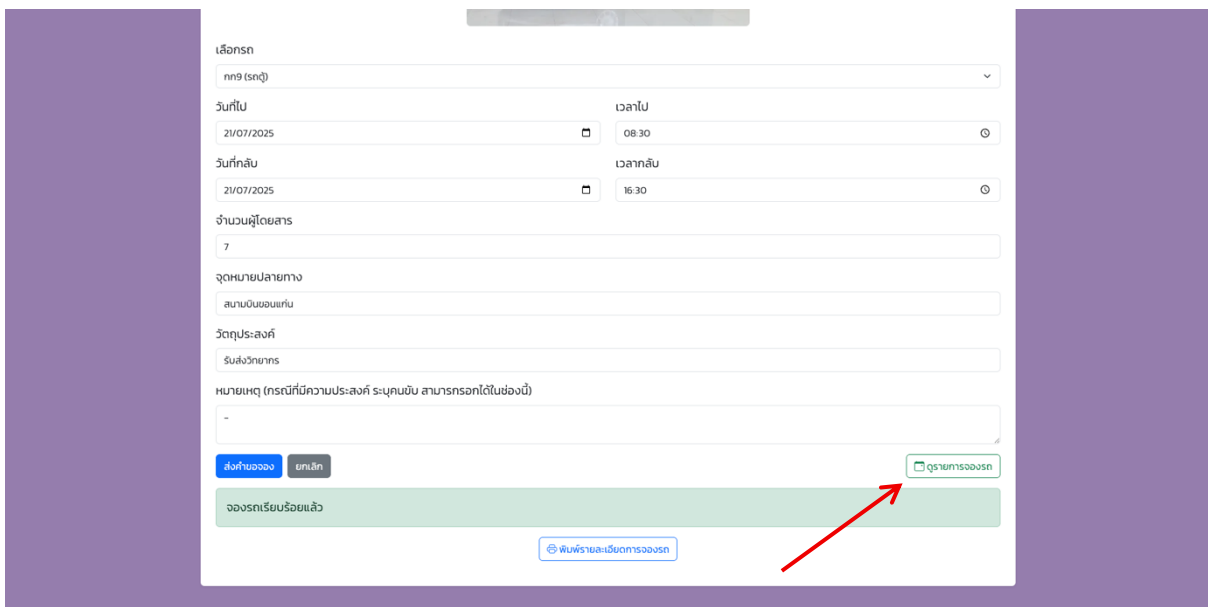 เลือกรถ
กก9 (รถตู้)
วันที่ไป เวลาไป
21/07/2025 08:30
วันที่กลับ เวลากลับ
21/07/2025 16:30
จำนวนผู้โดยสาร
7
จุดหมายปลายทาง
สนามบินขอนแก่น
วัตถุประสงค์
รับส่งวิทยากร
หมายเหตุ (กรณีที่มีความประสงค์ ระบุคนขับ สามารถกรอกได้ในช่องนี้)
-
ส่งคำขอจอง ยกเลิก ดูรายการจองรถ
จองรถเรียบร้อยแล้ว
พิมพ์รายละเอียดการจองรถ